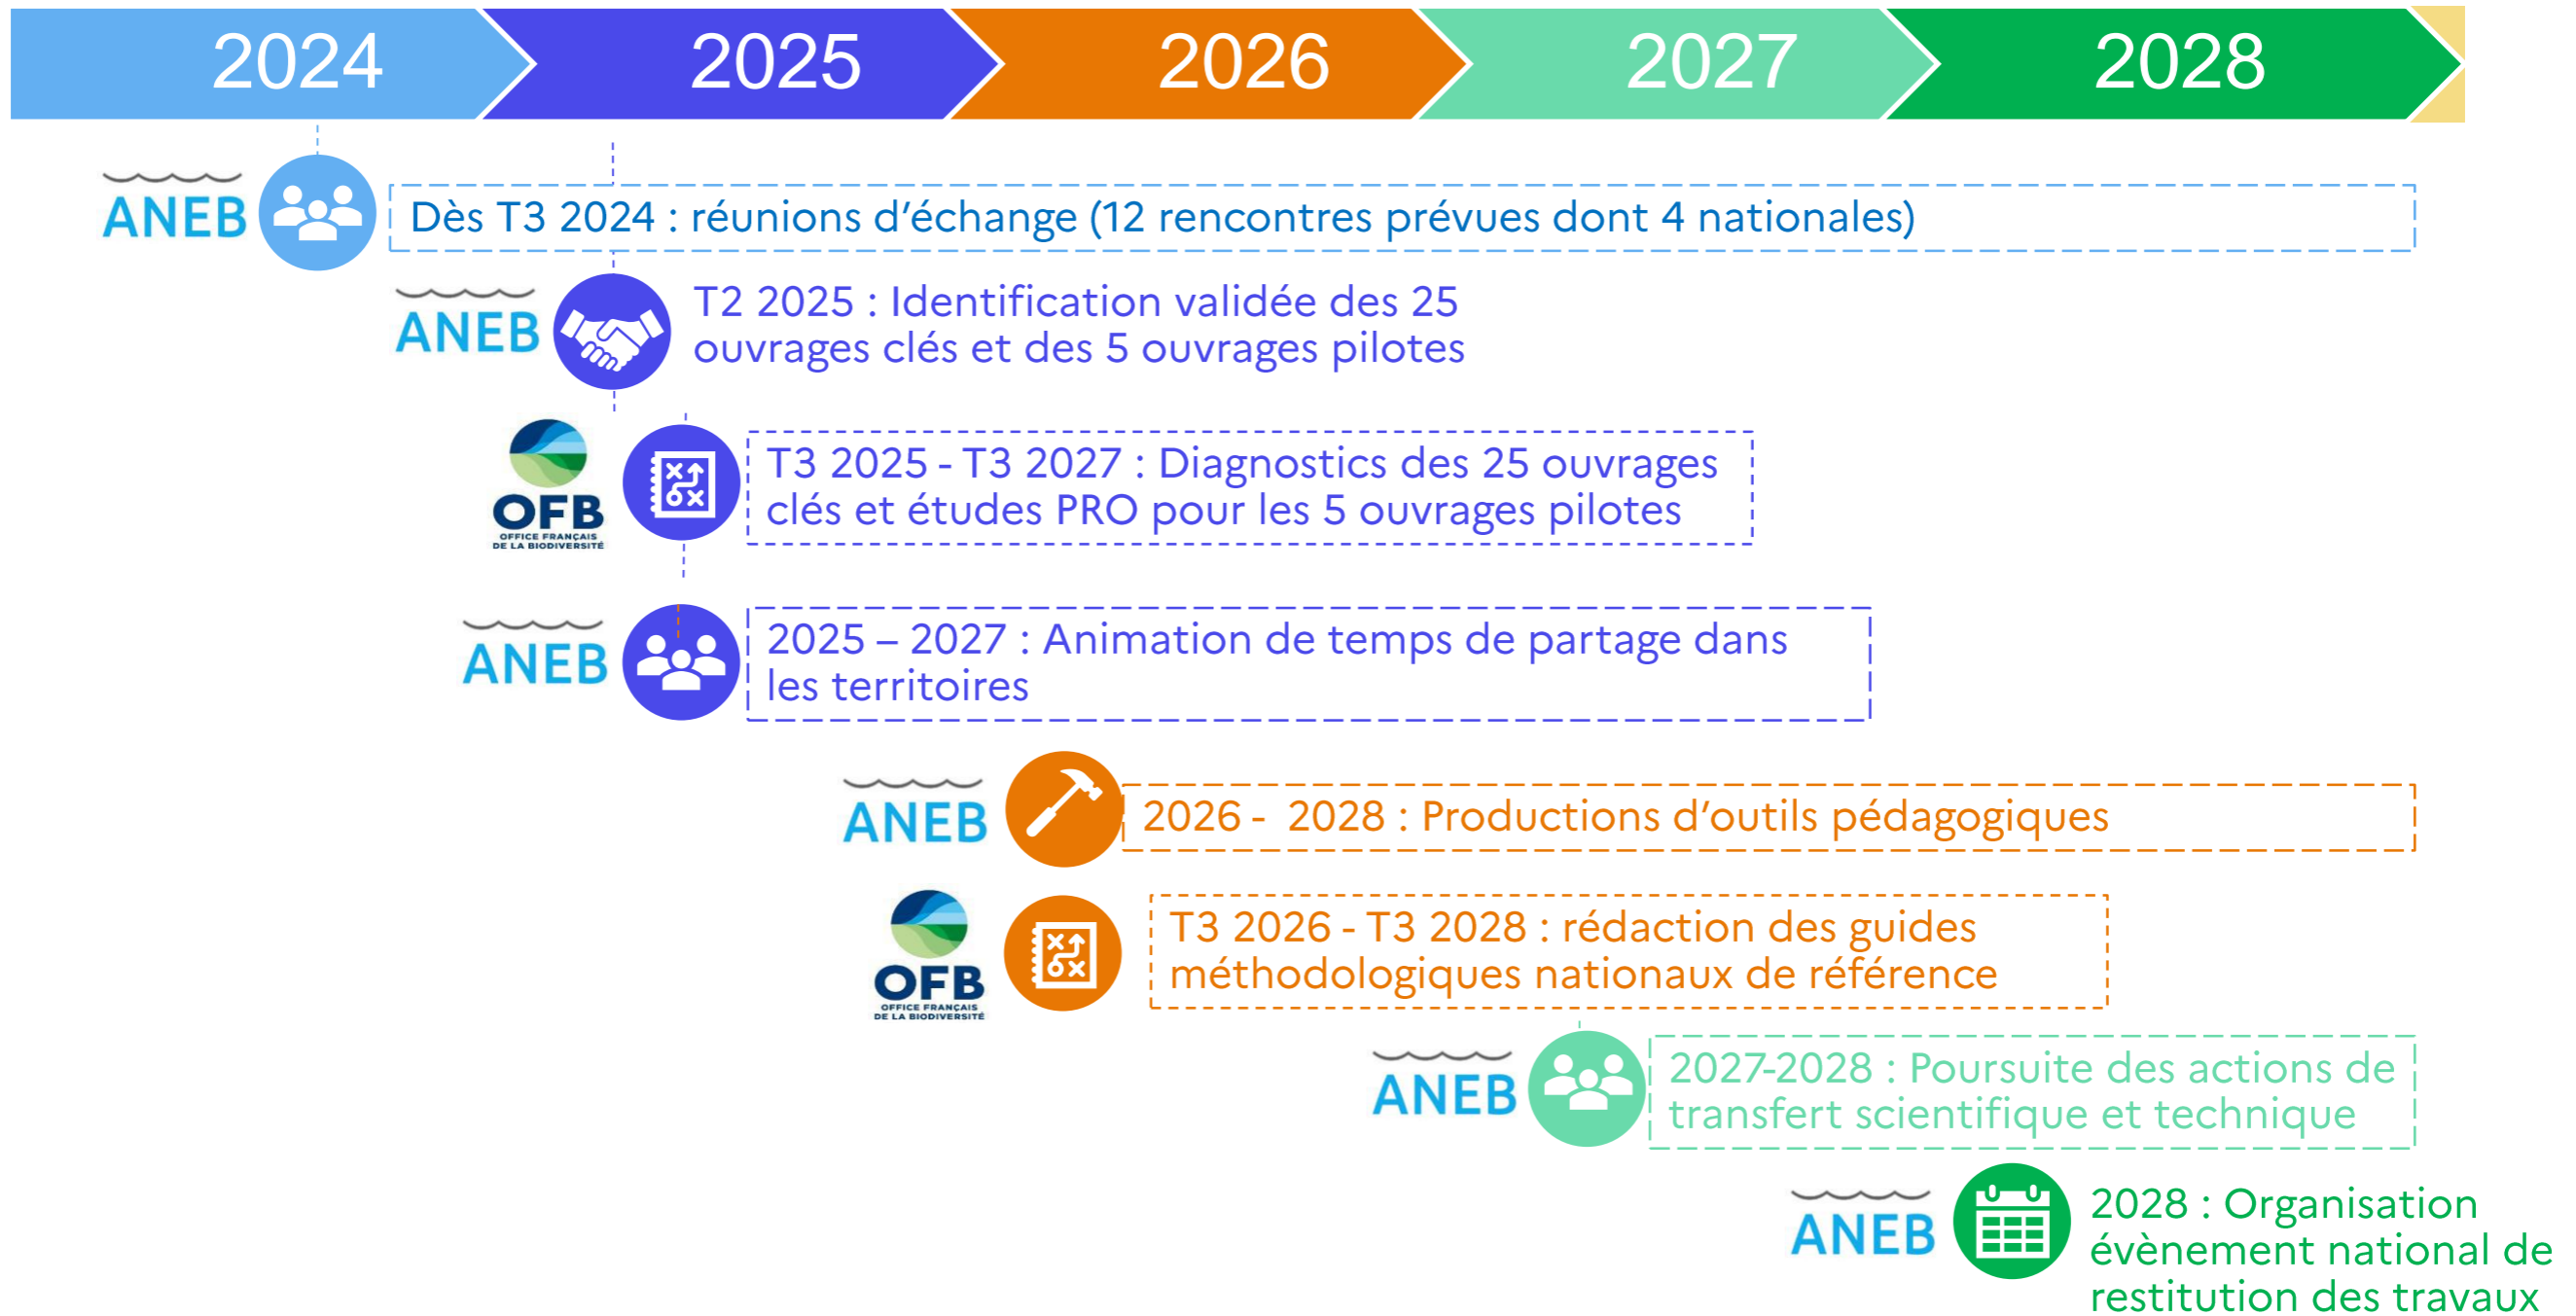 2024
2025
2026
2027
2028
ANEB
Dès T3 2024 : réunions d'échange (12 rencontres prévues dont 4 nationales)
ANEB
T2 2025 : Identification validée des 25
ouvrages clés et des 5 ouvrages pilotes
OFB
OFFICE FRANÇAIS
DE LA BIODIVERSITÉ
T3 2025 - T3 2027 : Diagnostics des 25 ouvrages
clés et études PRO pour les 5 ouvrages pilotes
ANEB
2025 – 2027 : Animation de temps de partage dans
les territoires
ANEB
2026 - 2028 : Productions d'outils pédagogiques
OFB
OFFICE FRANÇAIS
DE LA BIODIVERSITÉ
T3 2026 - T3 2028 : rédaction des guides
méthodologiques nationaux de référence
ANEB
2027-2028 : Poursuite des actions de
transfert scientifique et technique
ANEB
2028 : Organisation
évènement national de
restitution des travaux